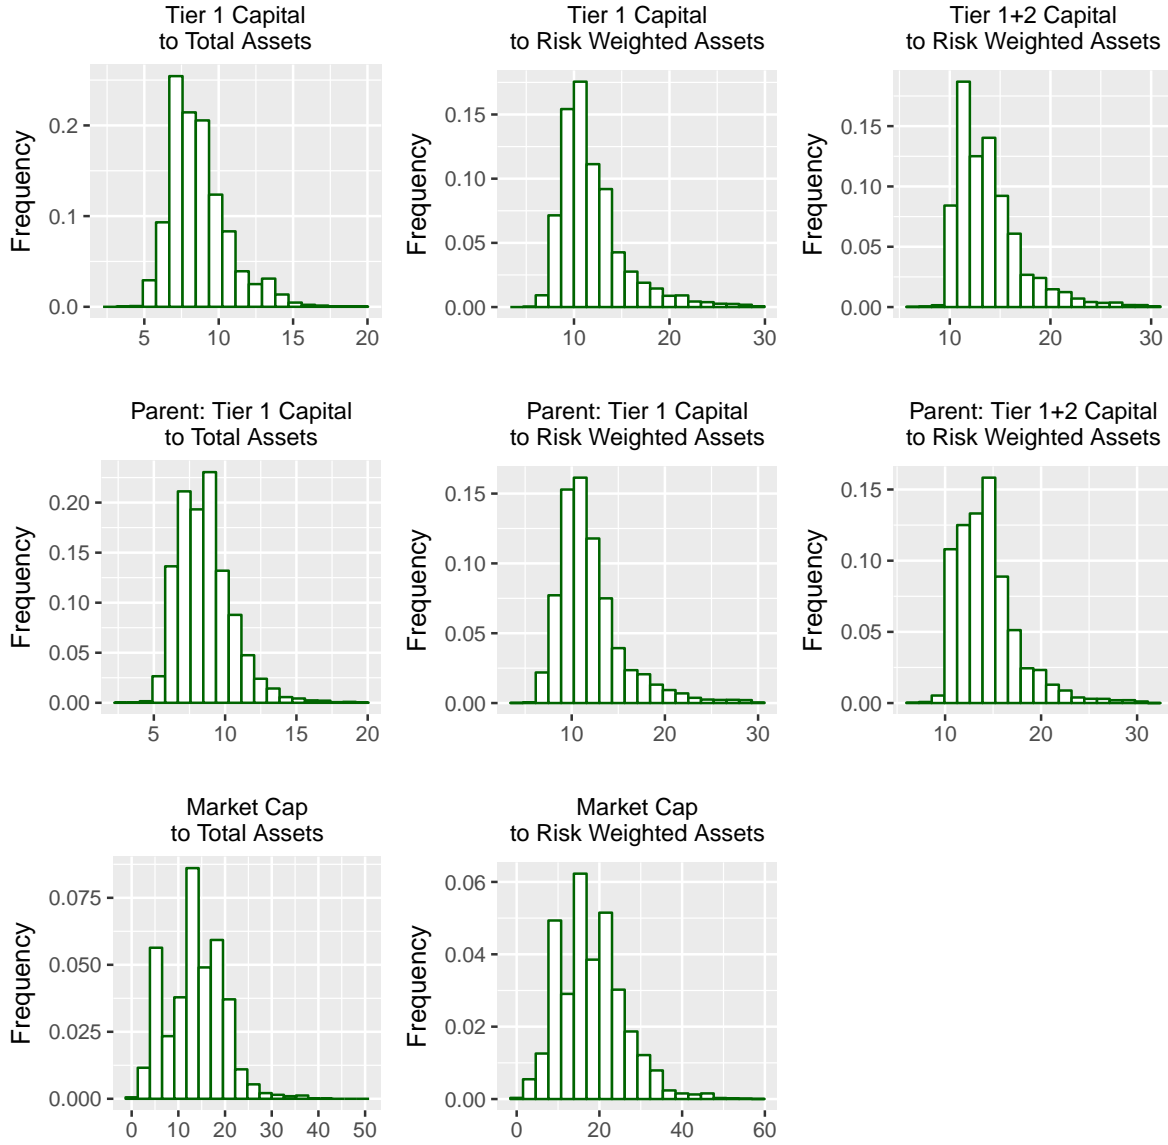 Tier 1 Capital
to Total Assets
Frequency
0.2
0.1
0.0
5 10 15 20
Tier 1 Capital
to Risk Weighted Assets
Frequency
0.15
0.10
0.05
0.00
10 20 30
Tier 1+2 Capital
to Risk Weighted Assets
Frequency
0.15
0.10
0.05
0.00
10 20 30
Parent: Tier 1 Capital
to Total Assets
Frequency
0.20
0.15
0.10
0.05
0.00
5 10 15 20
Parent: Tier 1 Capital
to Risk Weighted Assets
Frequency
0.15
0.10
0.05
0.00
10 20 30
Parent: Tier 1+2 Capital
to Risk Weighted Assets
Frequency
0.15
0.10
0.05
0.00
10 20 30
Market Cap
to Total Assets
Frequency
0.075
0.050
0.025
0.000
0 10 20 30 40 50
Market Cap
to Risk Weighted Assets
Frequency
0.06
0.04
0.02
0.00
0 20 40 60